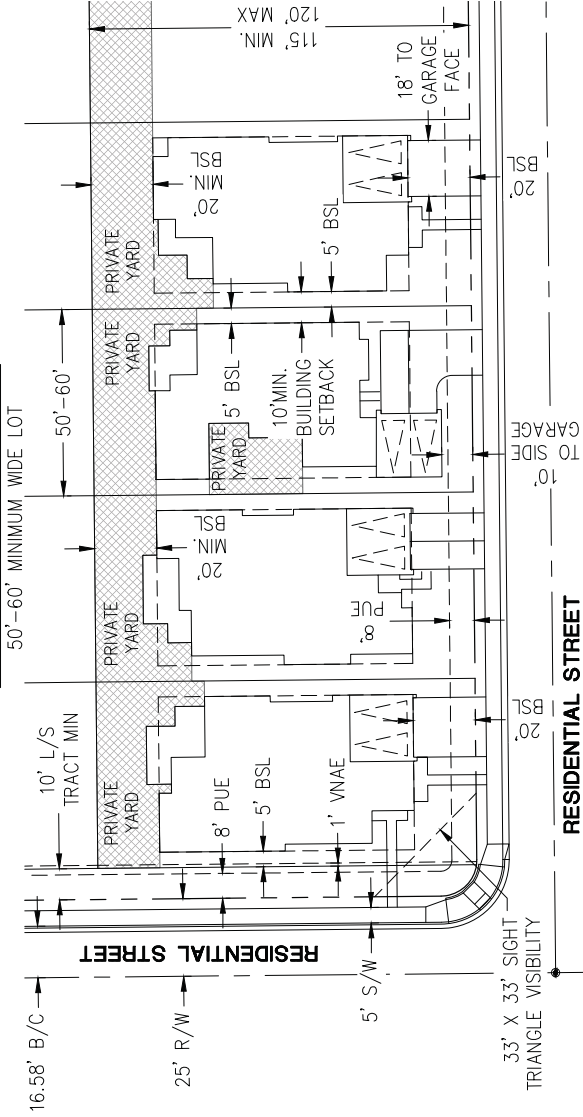 50'-60' MINIMUM WIDE LOT
50'-60'
115' MIN.
120' MAX
18' TO
GARAGE
FACE
20'
MIN.
BSL
20'
BSL
5' BSL
PRIVATE
YARD
PRIVATE
YARD
5' BSL
10'MIN.
BUILDING
SETBACK
PRIVATE
YARD
10'
TO SIDE
GARAGE
20'
MIN.
BSL
8'
PUE
PRIVATE
YARD
20'
BSL
10' L/S
TRACT MIN
PRIVATE
YARD
8' PUE
5' BSL
1' VNAE
RESIDENTIAL STREET
RESIDENTIAL STREET
16.58' B/C
25' R/W
5' S/W
33' X 33' SIGHT
TRIANGLE VISIBILITY